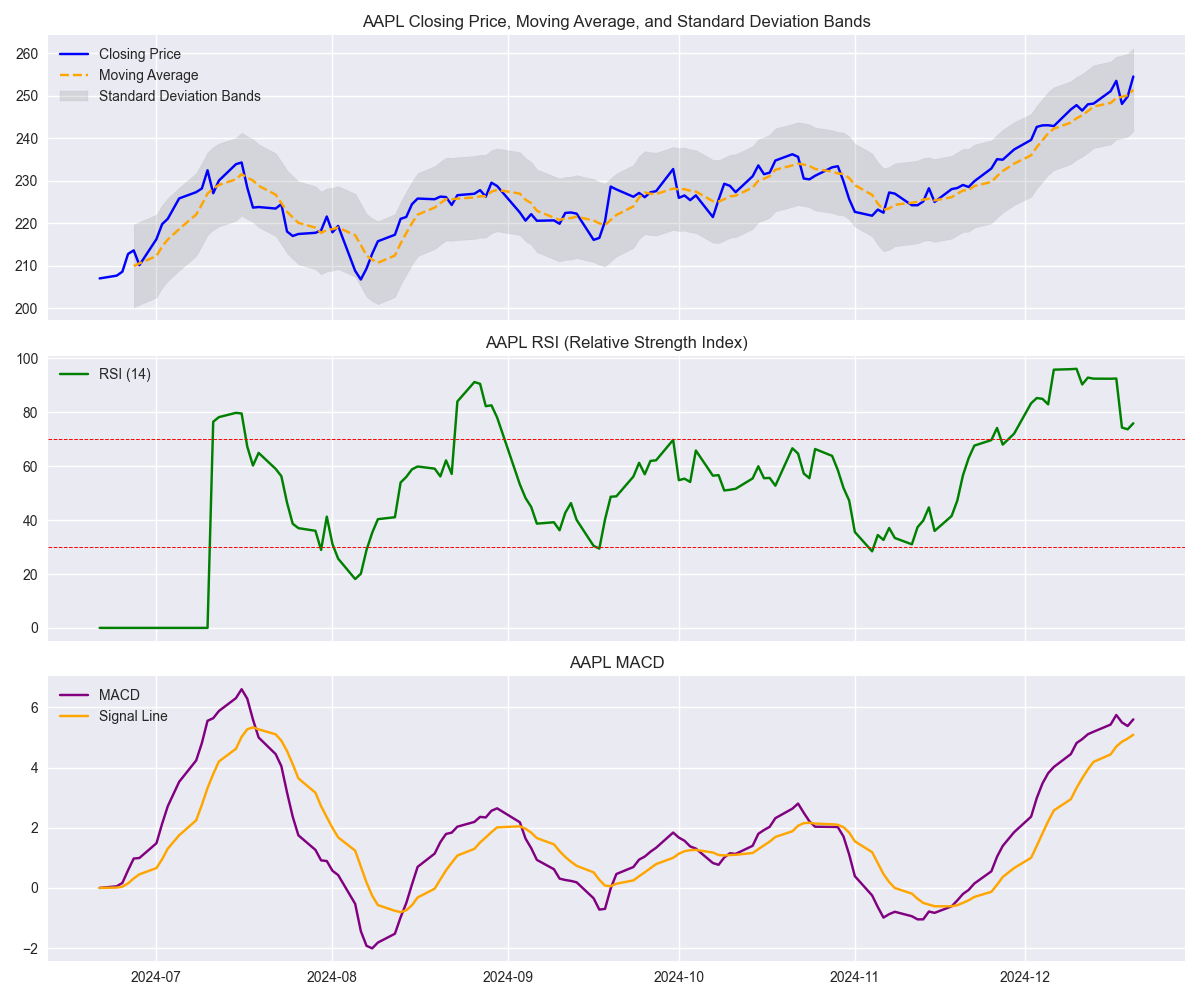 AAPL Closing Price, Moving Average, and Standard Deviation Bands
260
250
240
230
220
210
200
Closing Price
Moving Average
Standard Deviation Bands
AAPL RSI (Relative Strength Index)
100
80
60
40
20
0
RSI (14)
AAPL MACD
6
4
2
0
−2
MACD
Signal Line
2024-07
2024-08
2024-09
2024-10
2024-11
2024-12